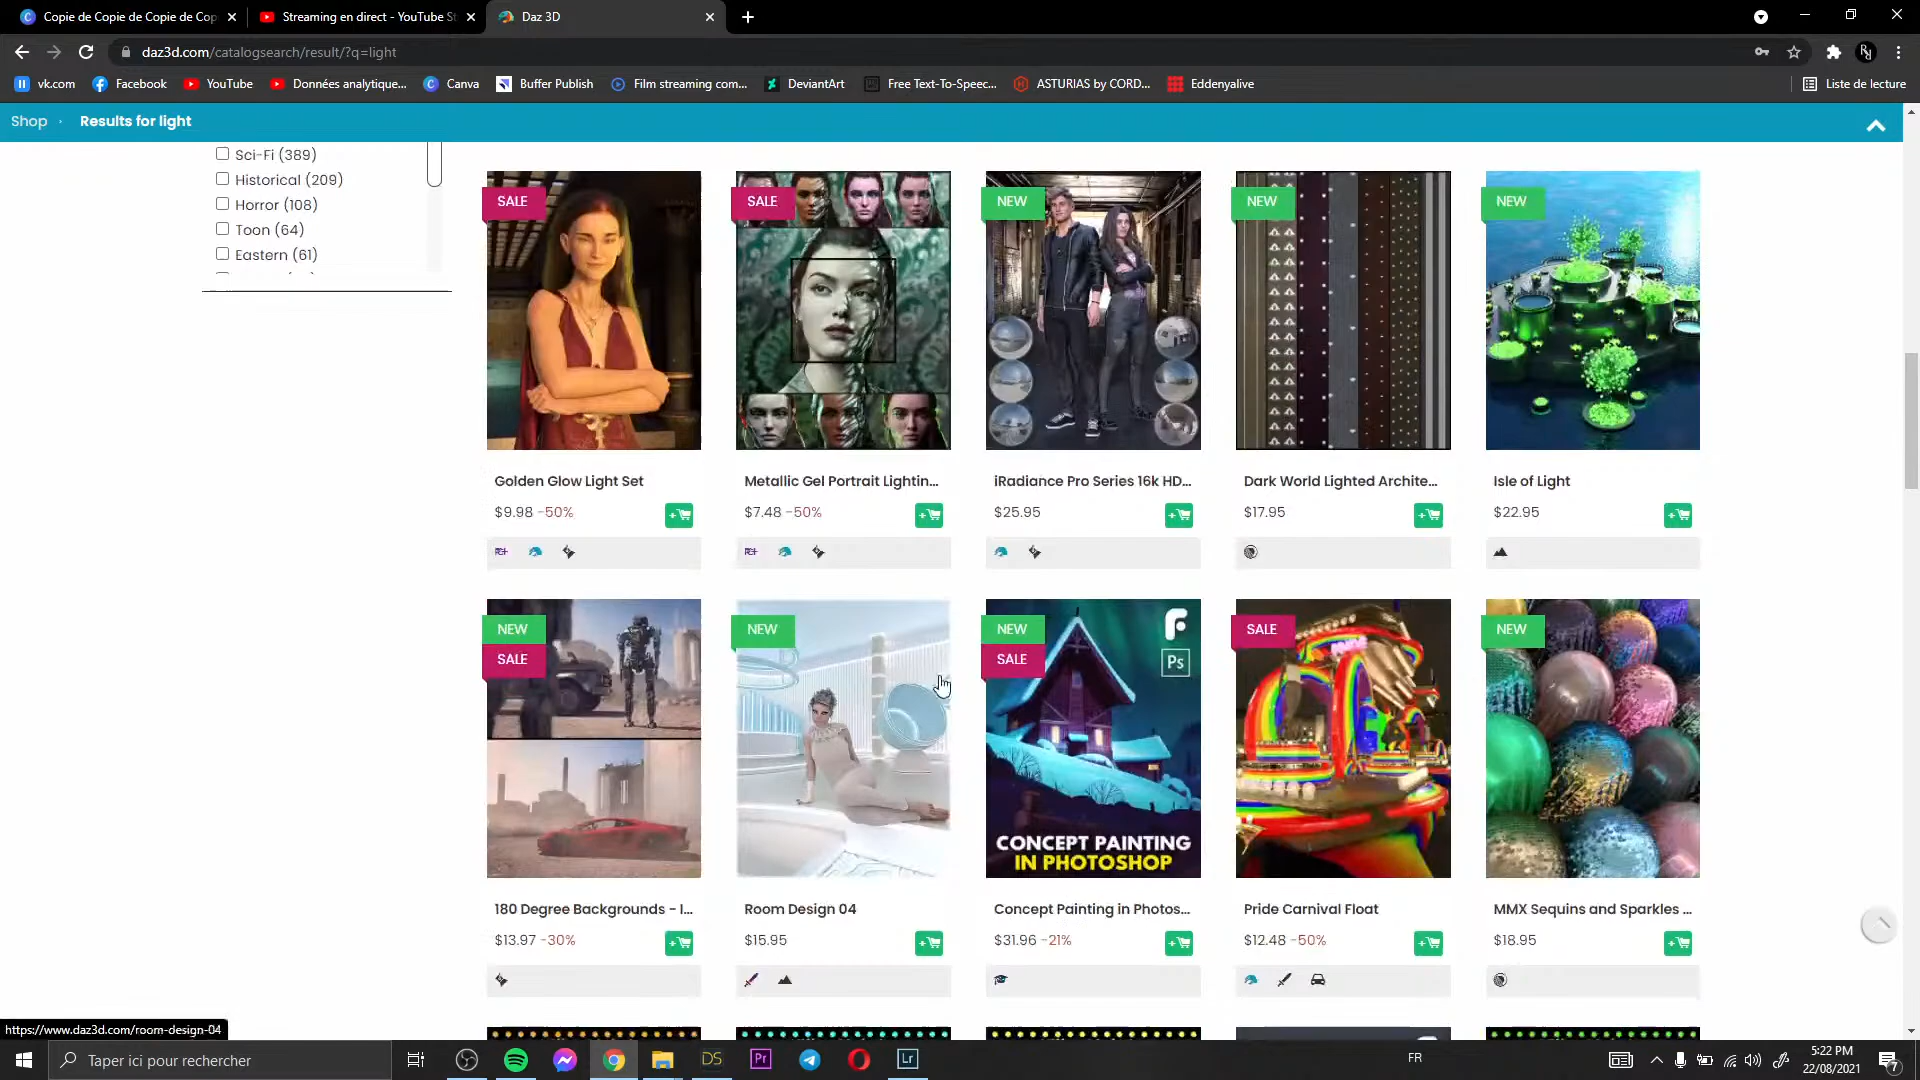 Copie de Copie de Copie de Cop
Streaming en direct - YouTube St
Daz 3D
daz3d.com/catalogsearch/result/?q=light
vk.com
Facebook
YouTube
Données analytique...
Canva
Buffer Publish
Film streaming com...
DeviantArt
Free Text-To-Speec...
ASTURIAS by CORD...
Eddenyalive
Liste de lecture
Shop
Results for light
Sci-Fi (389)
Historical (209)
Horror (108)
Toon (64)
Eastern (61)
SALE
SALE
NEW
NEW
NEW
Golden Glow Light Set
Metallic Gel Portrait Lightin...
iRadiance Pro Series 16k HD...
Dark World Lighted Archite...
Isle of Light
$9.98 -50%
$7.48 -50%
$25.95
$17.95
$22.95
NEW
SALE
NEW
NEW
SALE
Ps
CONCEPT PAINTING
IN PHOTOSHOP
SALE
NEW
180 Degree Backgrounds - I...
Room Design 04
Concept Painting in Photos...
Pride Carnival Float
MMX Sequins and Sparkles ...
$13.97 -30%
$15.95
$31.96 -21%
$12.48 -50%
$18.95
https://www.daz3d.com/room-design-04
Taper ici pour rechercher
DS
Pr
Lr
FR
5:22 PM
22/08/2021
7